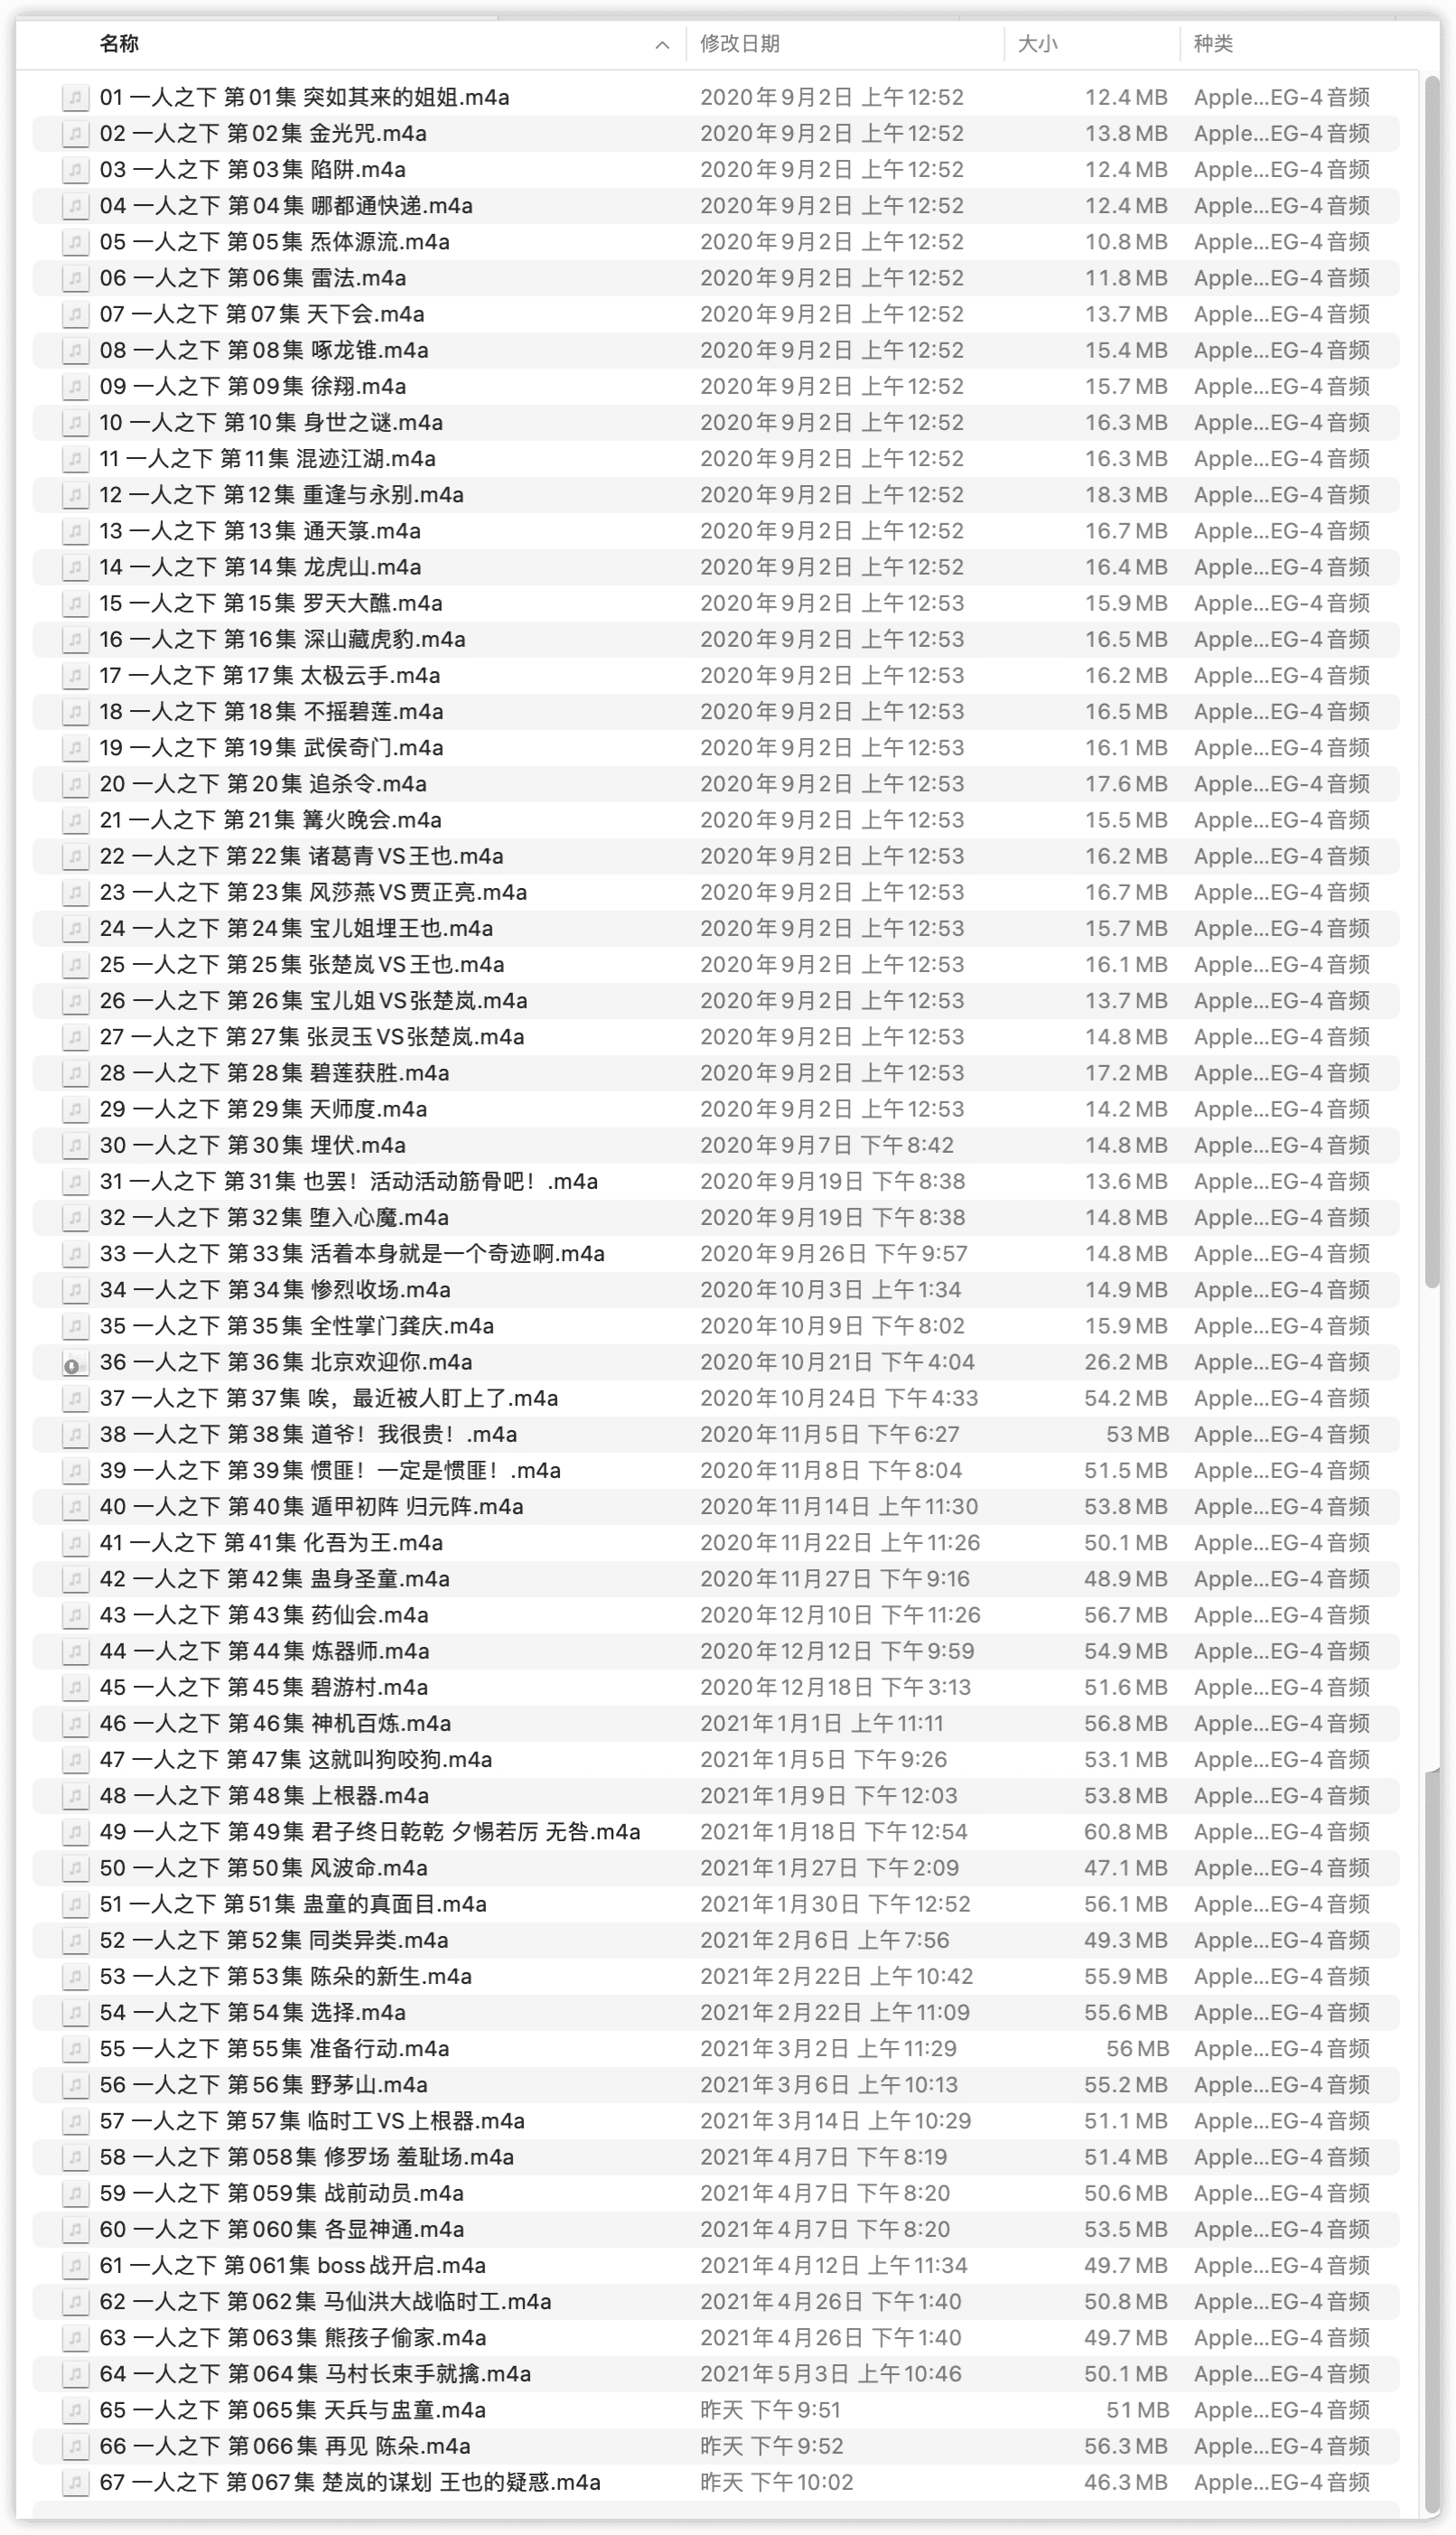 名称 修改日期 大小 种类
01 一人之下 第01集 突如其来的姐姐.m4a 2020年9月2日 上午12:52 12.4 MB Apple...EG-4 音频
02 一人之下 第02集 金光咒.m4a 2020年9月2日 上午12:52 13.8 MB Apple...EG-4 音频
03 一人之下 第03集 陷阱.m4a 2020年9月2日 上午12:52 12.4 MB Apple...EG-4 音频
04 一人之下 第04集 哪都通快递.m4a 2020年9月2日 上午12:52 12.4 MB Apple...EG-4 音频
05 一人之下 第05集 炁体源流.m4a 2020年9月2日 上午12:52 10.8 MB Apple...EG-4 音频
06 一人之下 第06集 雷法.m4a 2020年9月2日 上午12:52 11.8 MB Apple...EG-4 音频
07 一人之下 第07集 天下会.m4a 2020年9月2日 上午12:52 13.7 MB Apple...EG-4 音频
08 一人之下 第08集 啄龙锥.m4a 2020年9月2日 上午12:52 15.4 MB Apple...EG-4 音频
09 一人之下 第09集 徐翔.m4a 2020年9月2日 上午12:52 15.7 MB Apple...EG-4 音频
10 一人之下 第10集 身世之谜.m4a 2020年9月2日 上午12:52 16.3 MB Apple...EG-4 音频
11 一人之下 第11集 混迹江湖.m4a 2020年9月2日 上午12:52 16.3 MB Apple...EG-4 音频
12 一人之下 第12集 重逢与永别.m4a 2020年9月2日 上午12:52 18.3 MB Apple...EG-4 音频
13 一人之下 第13集 通天箓.m4a 2020年9月2日 上午12:52 16.7 MB Apple...EG-4 音频
14 一人之下 第14集 龙虎山.m4a 2020年9月2日 上午12:52 16.4 MB Apple...EG-4 音频
15 一人之下 第15集 罗天大醮.m4a 2020年9月2日 上午12:53 15.9 MB Apple...EG-4 音频
16 一人之下 第16集 深山藏虎豹.m4a 2020年9月2日 上午12:53 16.5 MB Apple...EG-4 音频
17 一人之下 第17集 太极云手.m4a 2020年9月2日 上午12:53 16.2 MB Apple...EG-4 音频
18 一人之下 第18集 不摇碧莲.m4a 2020年9月2日 上午12:53 16.5 MB Apple...EG-4 音频
19 一人之下 第19集 武侯奇门.m4a 2020年9月2日 上午12:53 16.1 MB Apple...EG-4 音频
20 一人之下 第20集 追杀令.m4a 2020年9月2日 上午12:53 17.6 MB Apple...EG-4 音频
21 一人之下 第21集 篝火晚会.m4a 2020年9月2日 上午12:53 15.5 MB Apple...EG-4 音频
22 一人之下 第22集 诸葛青VS王也.m4a 2020年9月2日 上午12:53 16.2 MB Apple...EG-4 音频
23 一人之下 第23集 风莎燕VS贾正亮.m4a 2020年9月2日 上午12:53 16.7 MB Apple...EG-4 音频
24 一人之下 第24集 宝儿姐埋王也.m4a 2020年9月2日 上午12:53 15.7 MB Apple...EG-4 音频
25 一人之下 第25集 张楚岚VS王也.m4a 2020年9月2日 上午12:53 16.1 MB Apple...EG-4 音频
26 一人之下 第26集 宝儿姐VS张楚岚.m4a 2020年9月2日 上午12:53 13.7 MB Apple...EG-4 音频
27 一人之下 第27集 张灵玉VS张楚岚.m4a 2020年9月2日 上午12:53 14.8 MB Apple...EG-4 音频
28 一人之下 第28集 碧莲获胜.m4a 2020年9月2日 上午12:53 17.2 MB Apple...EG-4 音频
29 一人之下 第29集 天师度.m4a 2020年9月2日 上午12:53 14.2 MB Apple...EG-4 音频
30 一人之下 第30集 埋伏.m4a 2020年9月7日 下午8:42 14.8 MB Apple...EG-4 音频
31 一人之下 第31集 也罢！活动活动筋骨吧！.m4a 2020年9月19日 下午8:38 13.6 MB Apple...EG-4 音频
32 一人之下 第32集 堕入心魔.m4a 2020年9月19日 下午8:38 14.8 MB Apple...EG-4 音频
33 一人之下 第33集 活着本身就是一个奇迹啊.m4a 2020年9月26日 下午9:57 14.8 MB Apple...EG-4 音频
34 一人之下 第34集 惨烈收场.m4a 2020年10月3日 上午1:34 14.9 MB Apple...EG-4 音频
35 一人之下 第35集 全性掌门龚庆.m4a 2020年10月9日 下午8:02 15.9 MB Apple...EG-4 音频
36 一人之下 第36集 北京欢迎你.m4a 2020年10月21日 下午4:04 26.2 MB Apple...EG-4 音频
37 一人之下 第37集 唉，最近被人盯上了.m4a 2020年10月24日 下午4:33 54.2 MB Apple...EG-4 音频
38 一人之下 第38集 道爷！我很贵！.m4a 2020年11月5日 下午6:27 53 MB Apple...EG-4 音频
39 一人之下 第39集 惯匪！一定是惯匪！.m4a 2020年11月8日 下午8:04 51.5 MB Apple...EG-4 音频
40 一人之下 第40集 遁甲初阵 归元阵.m4a 2020年11月14日 上午11:30 53.8 MB Apple...EG-4 音频
41 一人之下 第41集 化吾为王.m4a 2020年11月22日 上午11:26 50.1 MB Apple...EG-4 音频
42 一人之下 第42集 蛊身圣童.m4a 2020年11月27日 下午9:16 48.9 MB Apple...EG-4 音频
43 一人之下 第43集 药仙会.m4a 2020年12月10日 下午11:26 56.7 MB Apple...EG-4 音频
44 一人之下 第44集 炼器师.m4a 2020年12月12日 下午9:59 54.9 MB Apple...EG-4 音频
45 一人之下 第45集 碧游村.m4a 2020年12月18日 下午3:13 51.6 MB Apple...EG-4 音频
46 一人之下 第46集 神机百炼.m4a 2021年1月1日 上午11:11 56.8 MB Apple...EG-4 音频
47 一人之下 第47集 这就叫狗咬狗.m4a 2021年1月5日 下午9:26 53.1 MB Apple...EG-4 音频
48 一人之下 第48集 上根器.m4a 2021年1月9日 下午12:03 53.8 MB Apple...EG-4 音频
49 一人之下 第49集 君子终日乾乾 夕惕若厉 无咎.m4a 2021年1月18日 下午12:54 60.8 MB Apple...EG-4 音频
50 一人之下 第50集 风波命.m4a 2021年1月27日 下午2:09 47.1 MB Apple...EG-4 音频
51 一人之下 第51集 蛊童的真面目.m4a 2021年1月30日 下午12:52 56.1 MB Apple...EG-4 音频
52 一人之下 第52集 同类异类.m4a 2021年2月6日 上午7:56 49.3 MB Apple...EG-4 音频
53 一人之下 第53集 陈朵的新生.m4a 2021年2月22日 上午10:42 55.9 MB Apple...EG-4 音频
54 一人之下 第54集 选择.m4a 2021年2月22日 上午11:09 55.6 MB Apple...EG-4 音频
55 一人之下 第55集 准备行动.m4a 2021年3月2日 上午11:29 56 MB Apple...EG-4 音频
56 一人之下 第56集 野茅山.m4a 2021年3月6日 上午10:13 55.2 MB Apple...EG-4 音频
57 一人之下 第57集 临时工VS上根器.m4a 2021年3月14日 上午10:29 51.1 MB Apple...EG-4 音频
58 一人之下 第058集 修罗场 羞耻场.m4a 2021年4月7日 下午8:19 51.4 MB Apple...EG-4 音频
59 一人之下 第059集 战前动员.m4a 2021年4月7日 下午8:20 50.6 MB Apple...EG-4 音频
60 一人之下 第060集 各显神通.m4a 2021年4月7日 下午8:20 53.5 MB Apple...EG-4 音频
61 一人之下 第061集 boss战开启.m4a 2021年4月12日 上午11:34 49.7 MB Apple...EG-4 音频
62 一人之下 第062集 马仙洪大战临时工.m4a 2021年4月26日 下午1:40 50.8 MB Apple...EG-4 音频
63 一人之下 第063集 熊孩子偷家.m4a 2021年4月26日 下午1:40 49.7 MB Apple...EG-4 音频
64 一人之下 第064集 马村长束手就擒.m4a 2021年5月3日 上午10:46 50.1 MB Apple...EG-4 音频
65 一人之下 第065集 天兵与蛊童.m4a 昨天 下午9:51 51 MB Apple...EG-4 音频
66 一人之下 第066集 再见 陈朵.m4a 昨天 下午9:52 56.3 MB Apple...EG-4 音频
67 一人之下 第067集 楚岚的谋划 王也的疑惑.m4a 昨天 下午10:02 46.3 MB Apple...EG-4 音频